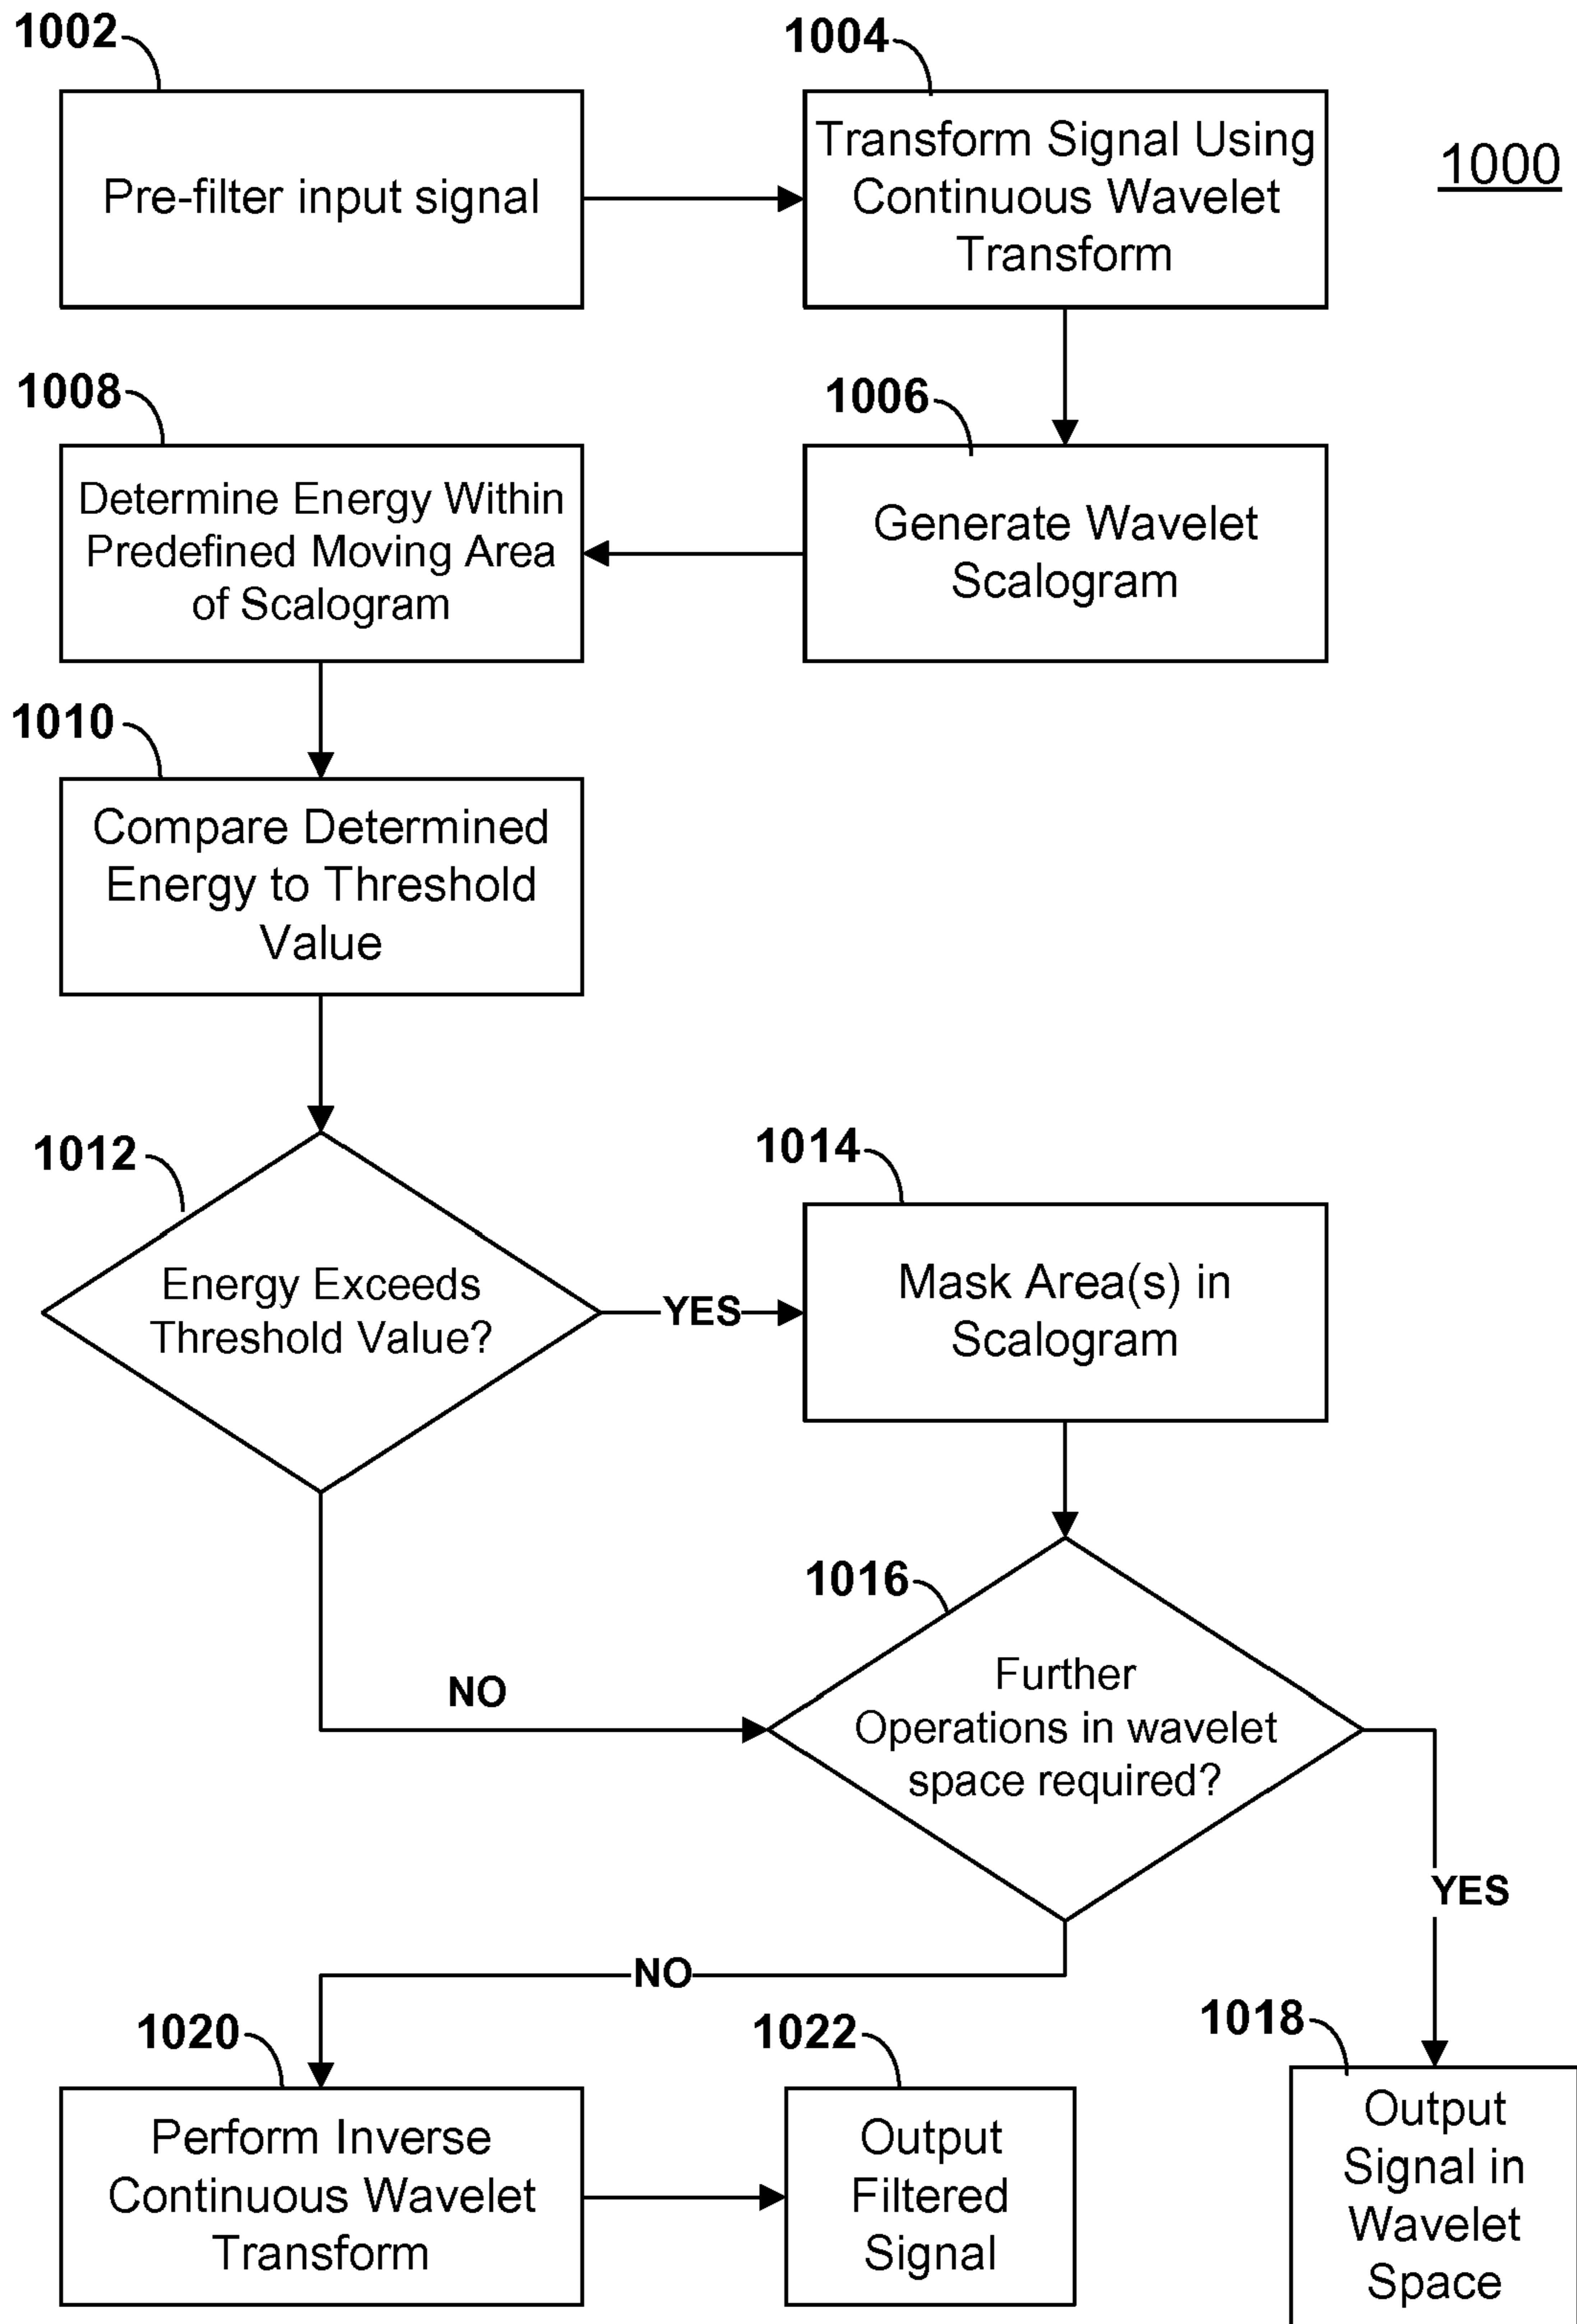 1002
Pre-filter input signal
1004
Transform Signal Using
Continuous Wavelet
Transform
1000
1006
Generate Wavelet
Scalogram
1008
Determine Energy Within
Predefined Moving Area
of Scalogram
1010
Compare Determined
Energy to Threshold
Value
1012
Energy Exceeds
Threshold Value?
YES
1014
Mask Area(s) in
Scalogram
NO
1016
Further
Operations in wavelet
space required?
YES
NO
1020
Perform Inverse
Continuous Wavelet
Transform
1022
Output
Filtered
Signal
1018
Output
Signal in
Wavelet
Space